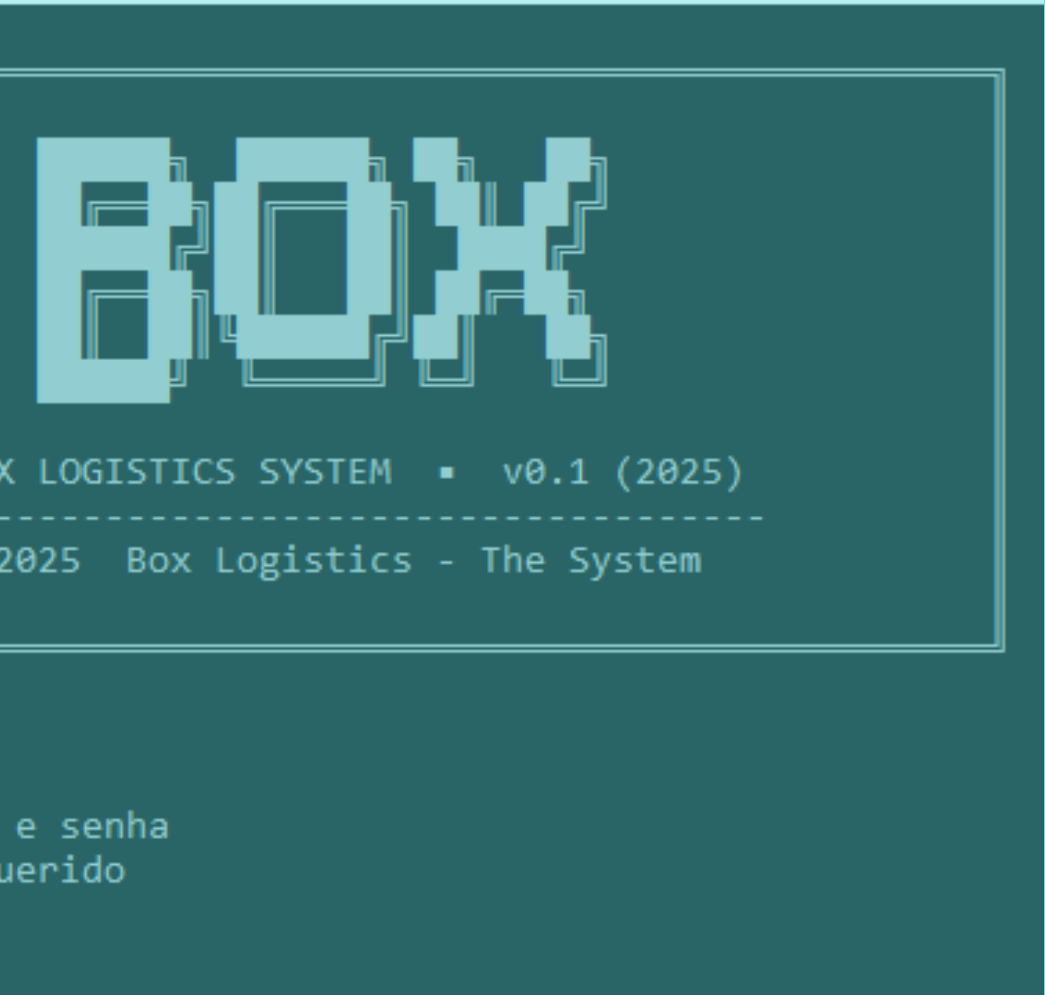 BOX
X LOGISTICS SYSTEM ▪ v0.1 (2025)
-----------------------------------
2025 Box Logistics - The System
e senha
uerido